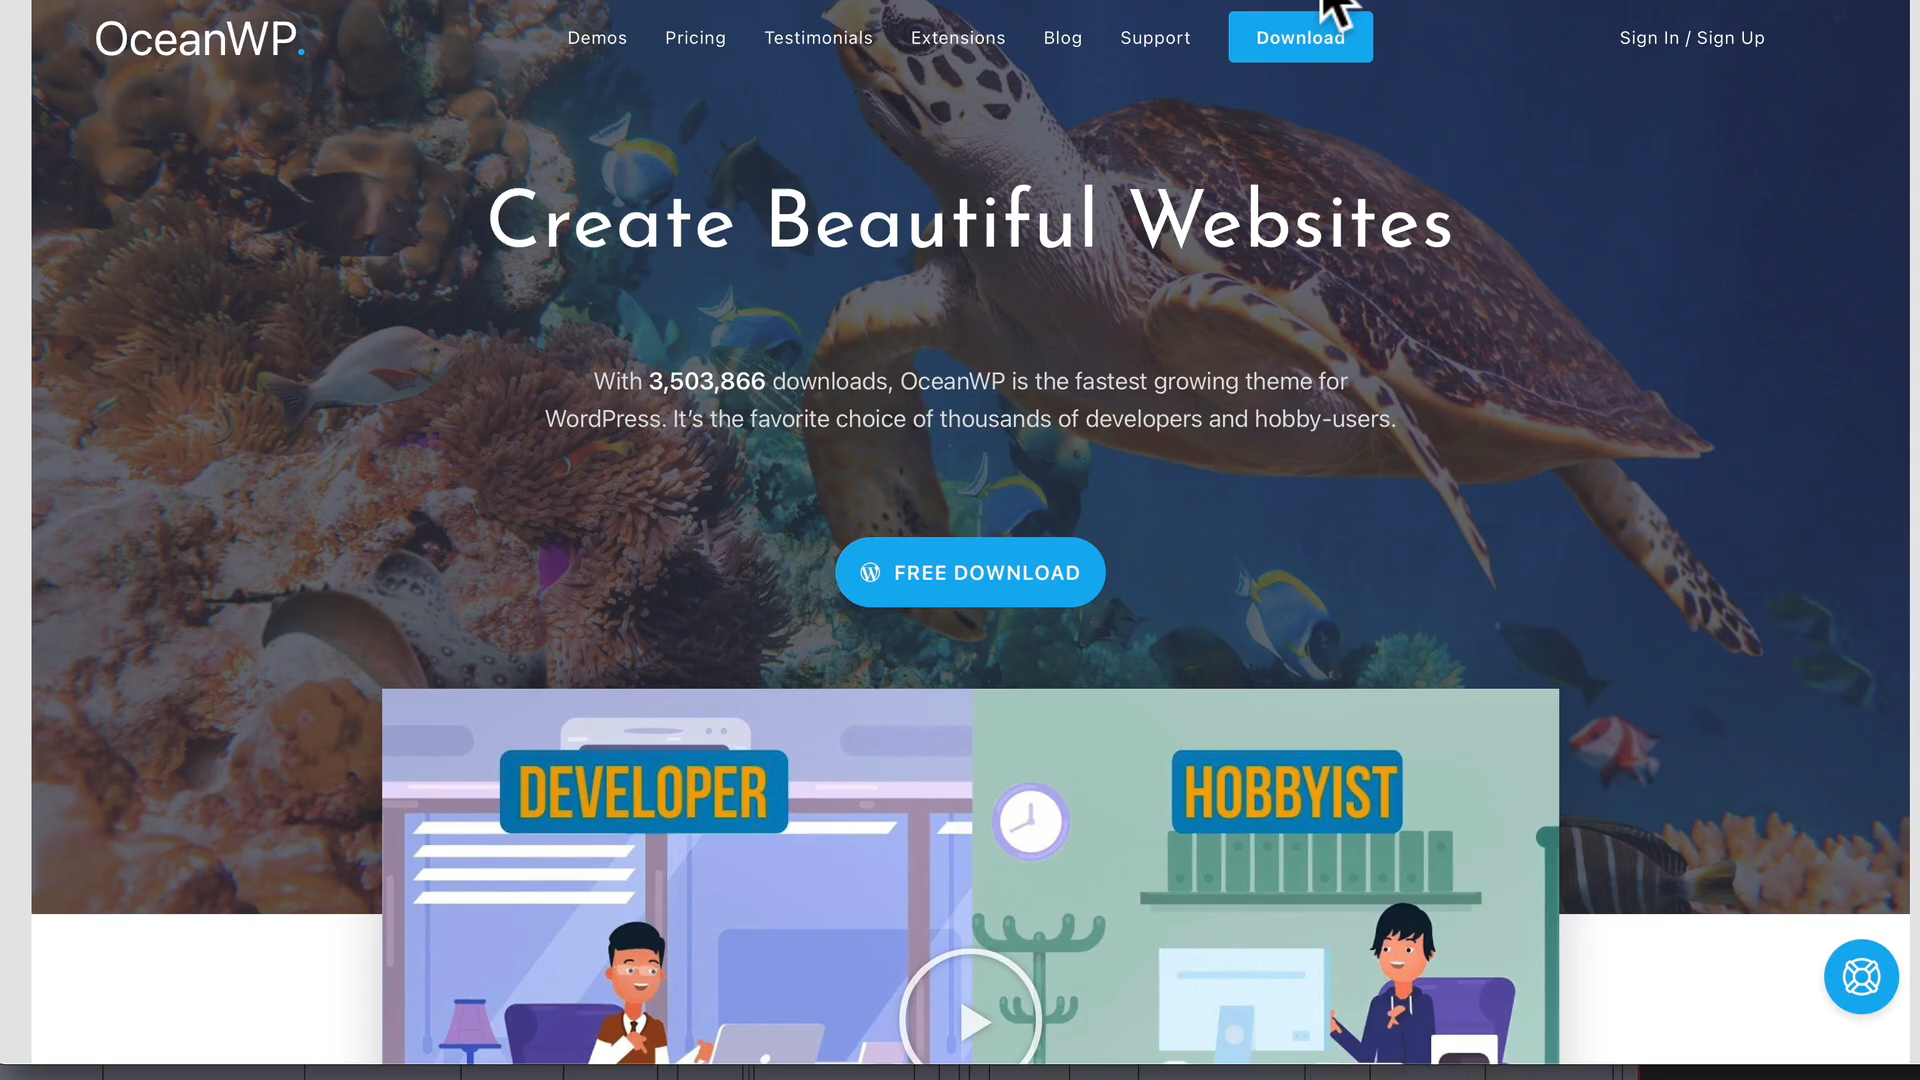 OceanWP.
Demos
Pricing
Testimonials
Extensions
Blog
Support
Download
Sign In / Sign Up
Create Beautiful Websites
With 3,503,866 downloads, OceanWP is the fastest growing theme for
WordPress. It’s the favorite choice of thousands of developers and hobby-users.
FREE DOWNLOAD
DEVELOPER
HOBBYIST